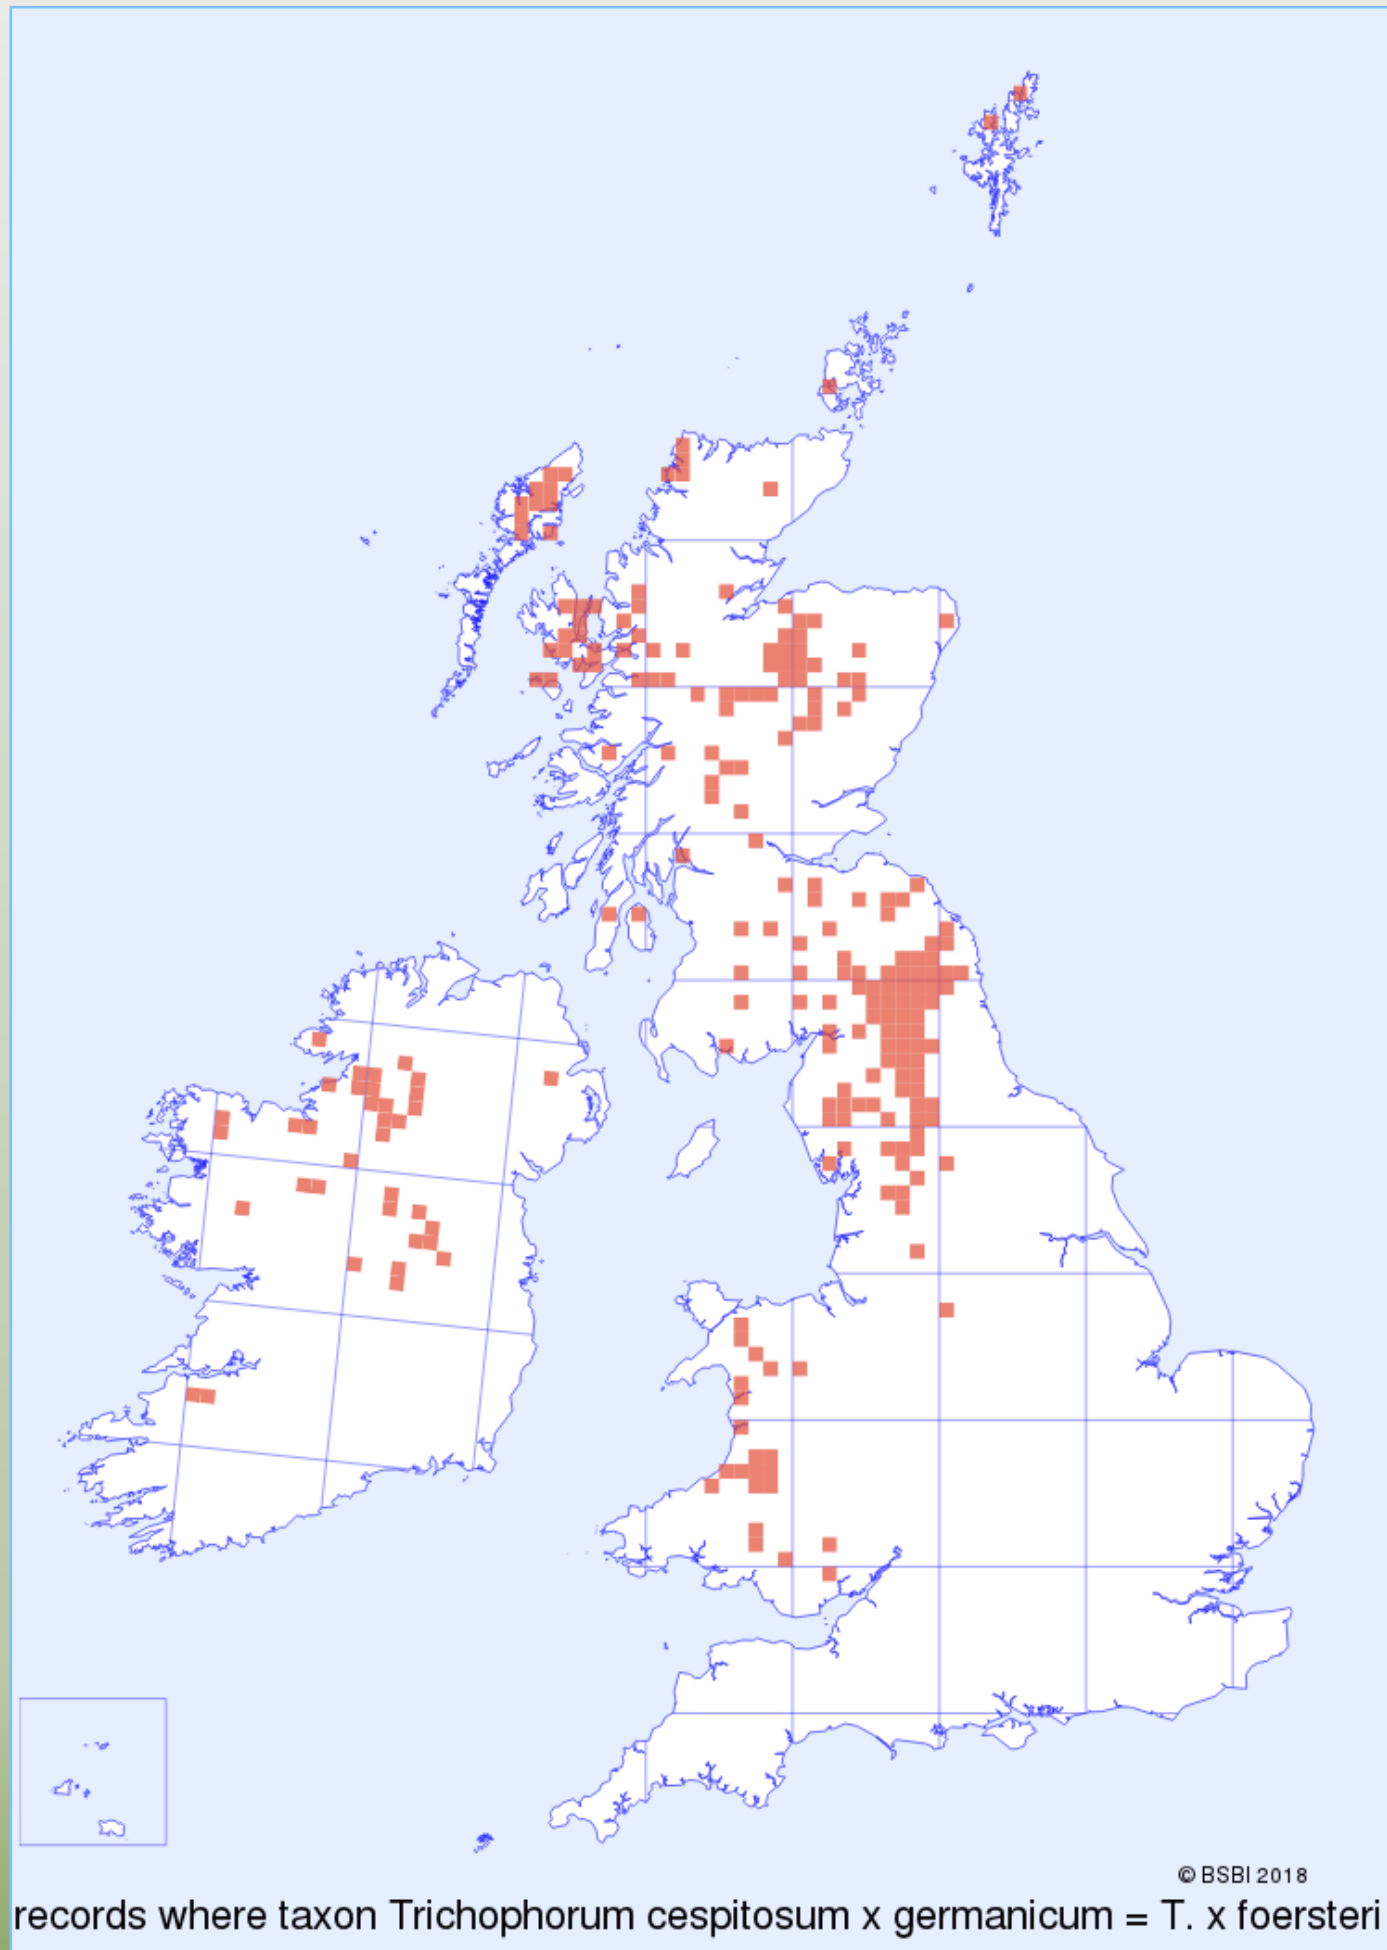 © BSBI 2018
records where taxon Trichophorum cespitosum x germanicum = T. x foersteri